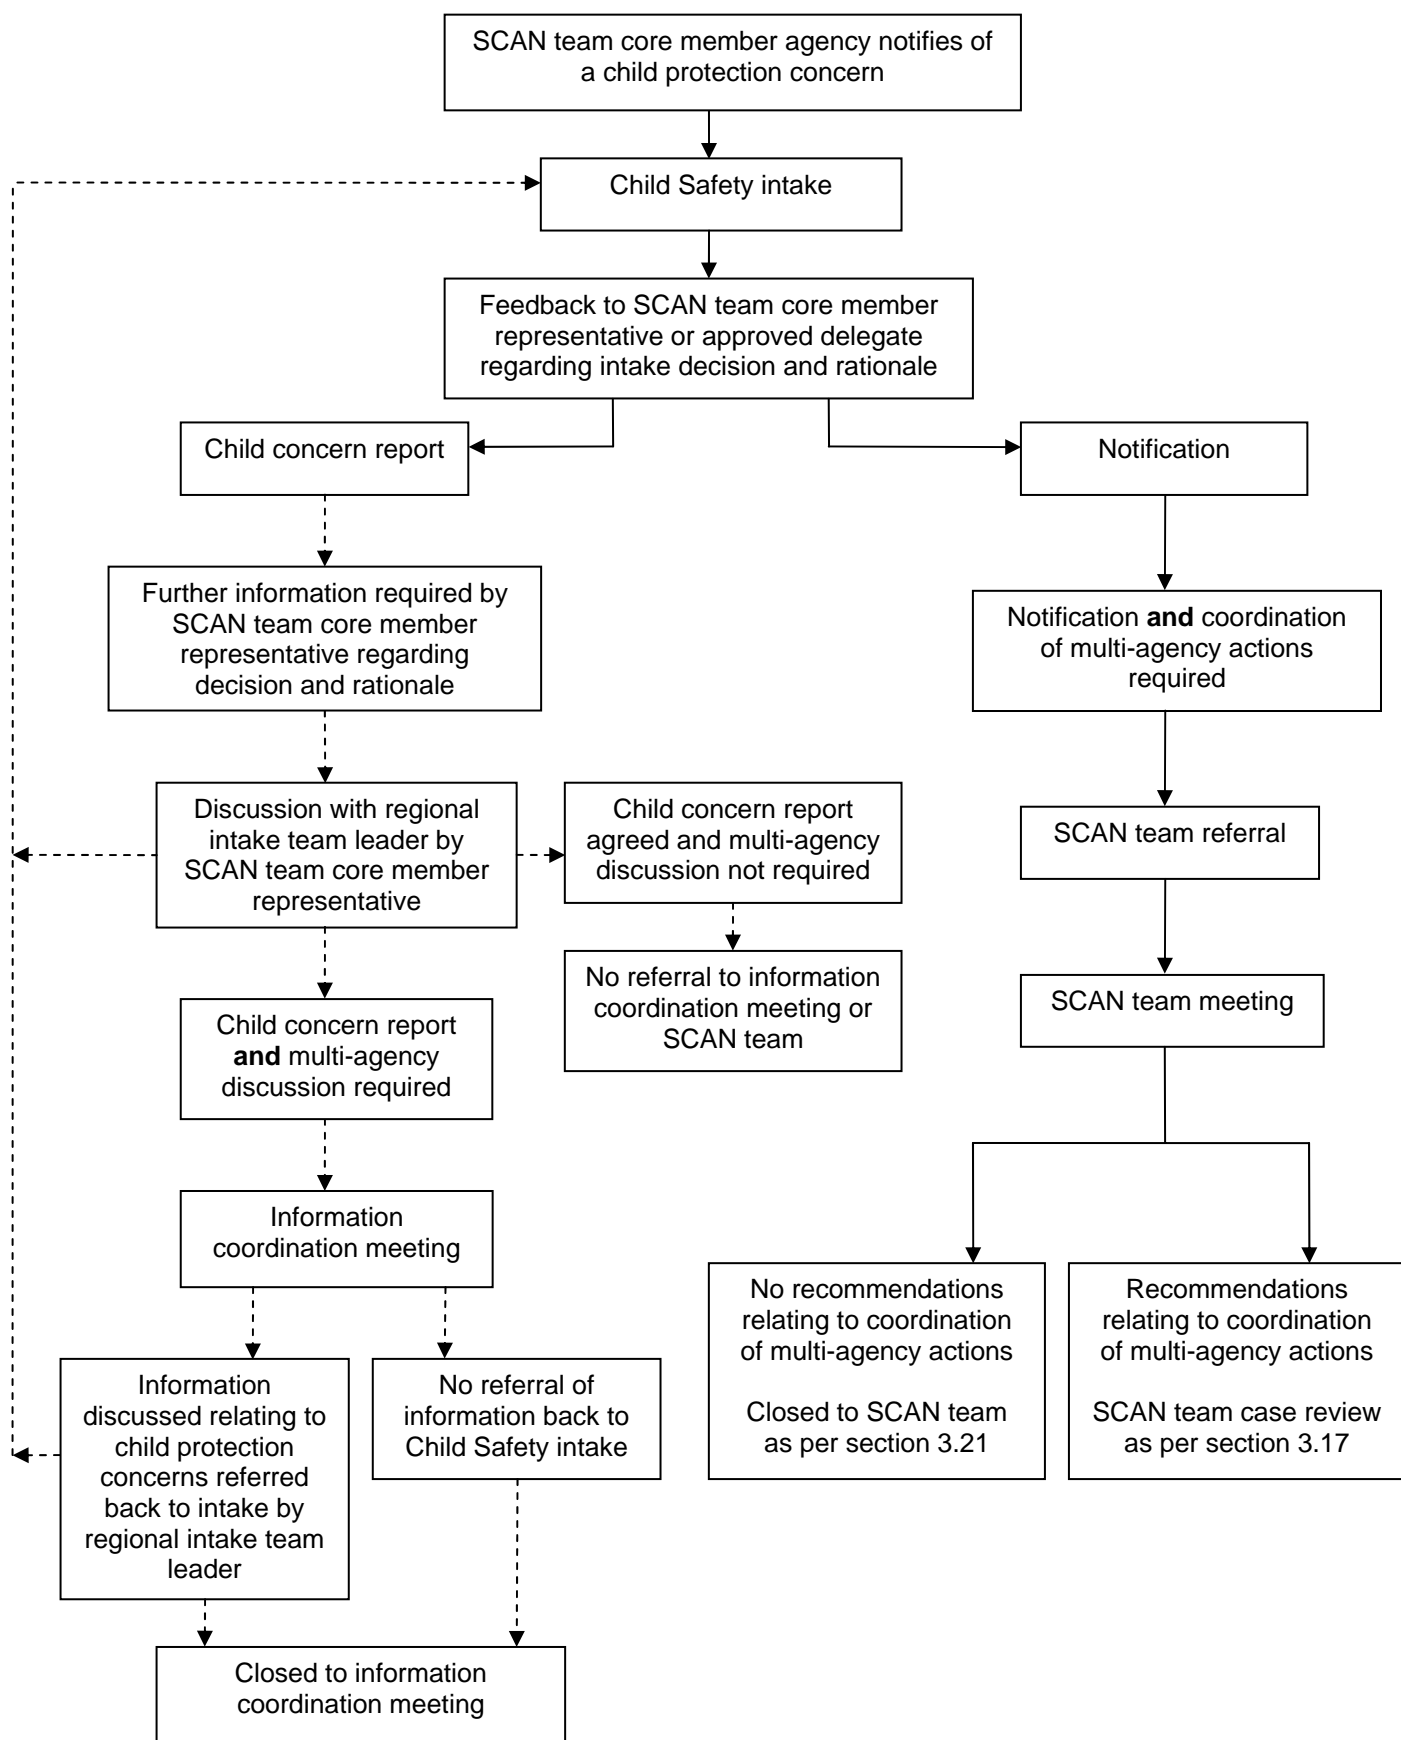 SCAN team core member agency notifies of
a child protection concern
Child Safety intake
Feedback to SCAN team core member
representative or approved delegate
regarding intake decision and rationale
Child concern report
Notification
Further information required by
SCAN team core member
representative regarding
decision and rationale
Notification and coordination
of multi-agency actions
required
Discussion with regional
intake team leader by
SCAN team core member
representative
Child concern report
agreed and multi-agency
discussion not required
SCAN team referral
No referral to information
coordination meeting or
SCAN team
SCAN team meeting
Child concern report
and multi-agency
discussion required
Information
coordination meeting
No recommendations
relating to coordination
of multi-agency actions
Closed to SCAN team
as per section 3.21
Recommendations
relating to coordination
of multi-agency actions
SCAN team case review
as per section 3.17
Information
discussed relating to
child protection
concerns referred
back to intake by
regional intake team
leader
No referral of
information back to
Child Safety intake
Closed to information
coordination meeting